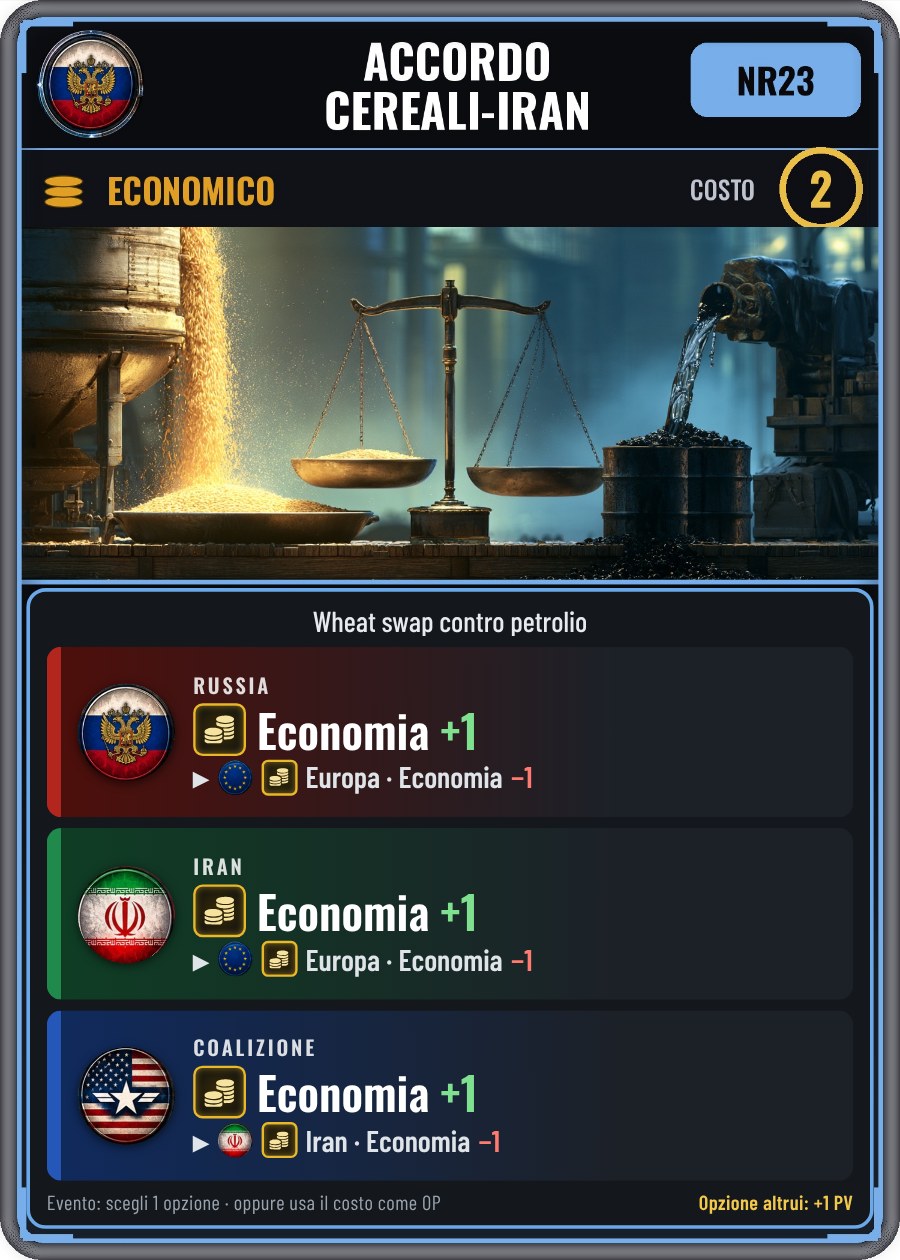 ACCORDO
CEREALI-IRAN
NR23
ECONOMICO
COSTO
2
Wheat swap contro petrolio
RUSSIA
Economia +1
▶ Europa · Economia −1
IRAN
Economia +1
▶ Europa · Economia −1
COALIZIONE
Economia +1
▶ Iran · Economia −1
Evento: scegli 1 opzione · oppure usa il costo come OP
Opzione altrui: +1 PV